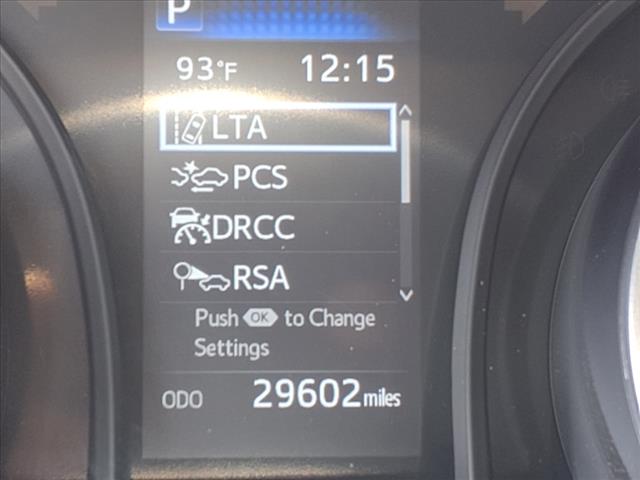 P
93°F 12:15
LTA
PCS
DRCC
RSA
Push OK to Change
Settings
ODO 29602 miles